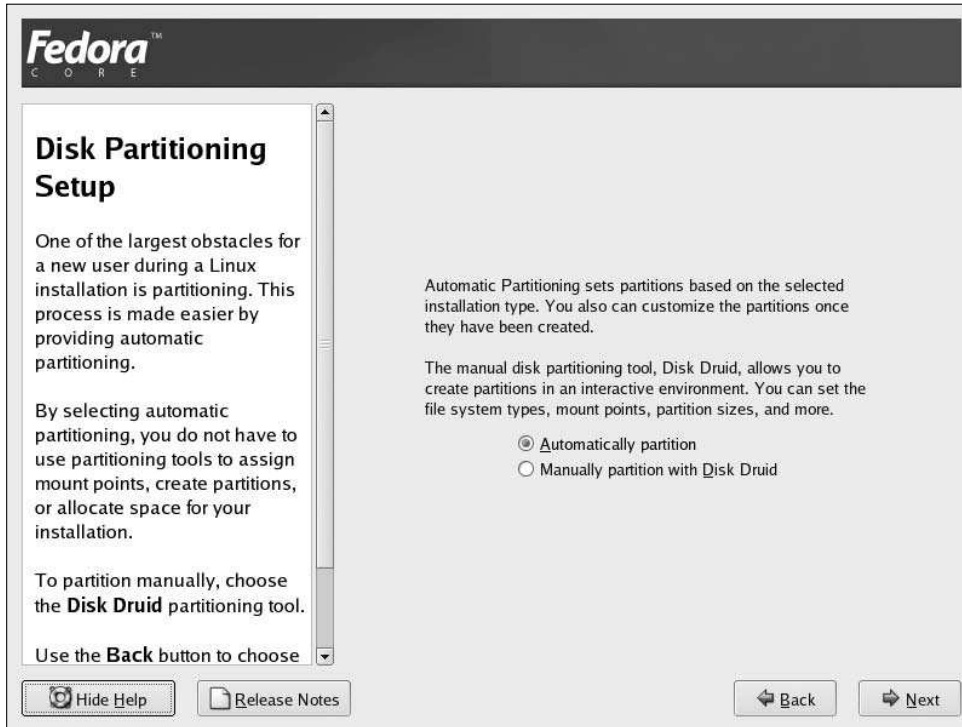 Fedora™
CORE
Disk Partitioning
Setup
One of the largest obstacles for
a new user during a Linux
installation is partitioning. This
process is made easier by
providing automatic
partitioning.
By selecting automatic
partitioning, you do not have to
use partitioning tools to assign
mount points, create partitions,
or allocate space for your
installation.
To partition manually, choose
the Disk Druid partitioning tool.
Use the Back button to choose
Automatic Partitioning sets partitions based on the selected
installation type. You also can customize the partitions once
they have been created.
The manual disk partitioning tool, Disk Druid, allows you to
create partitions in an interactive environment. You can set the
file system types, mount points, partition sizes, and more.
Automatically partition
Manually partition with Disk Druid
Hide Help
Release Notes
Back
Next